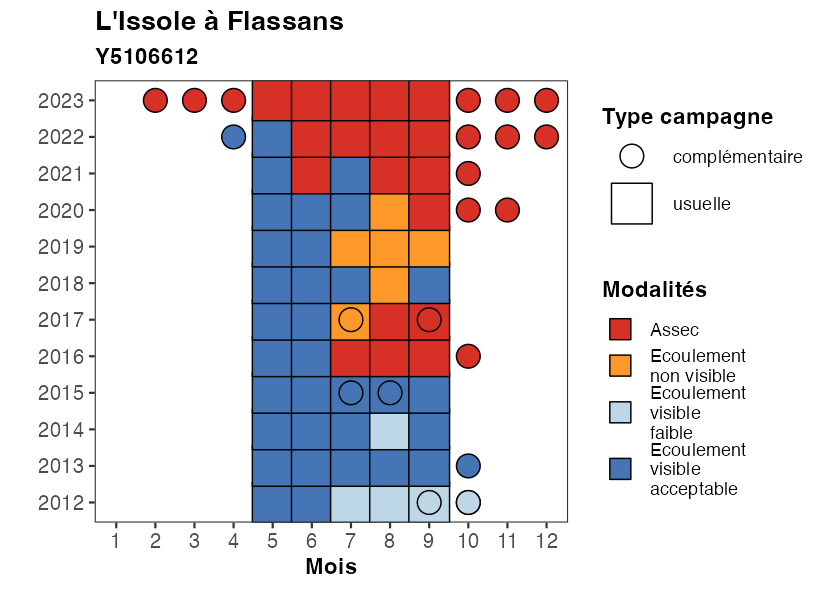 L'Issole à Flassans
Y5106612
2023
2022
2021
2020
2019
2018
2017
2016
2015
2014
2013
2012
1 2 3 4 5 6 7 8 9 10 11 12
Mois
Type campagne
complémentaire
usuelle
Modalités
Assec
Ecoulement
non visible
Ecoulement
visible
faible
Ecoulement
visible
acceptable